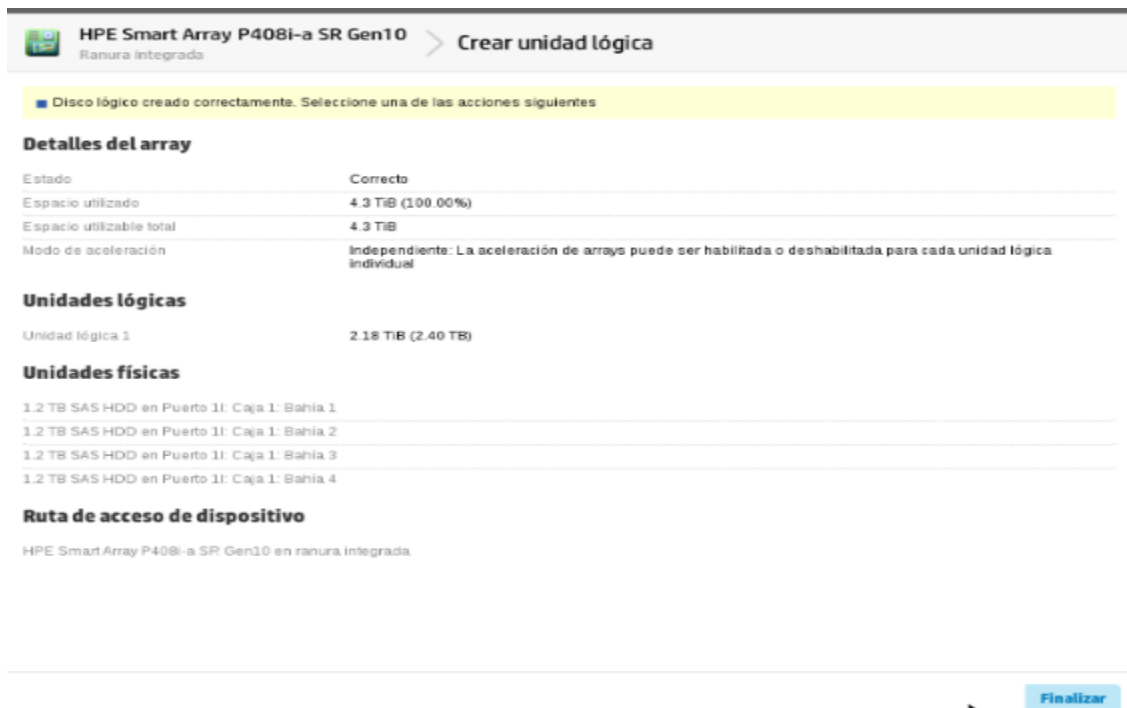 HPE Smart Array P408i-a SR Gen10
Ranura integrada
Crear unidad lógica
Disco lógico creado correctamente. Seleccione una de las acciones siguientes
Detalles del array
Estado Correcto
Espacio utilizado 4.3 TiB (100.00%)
Espacio utilizable total 4.3 TiB
Modo de aceleración Independiente: La aceleración de arrays puede ser habilitada o deshabilitada para cada unidad lógica
individual
Unidades lógicas
Unidad lógica 1 2.18 TiB (2.40 TB)
Unidades físicas
1.2 TB SAS HDD en Puerto 1I: Caja 1: Bahía 1
1.2 TB SAS HDD en Puerto 1I: Caja 1: Bahía 2
1.2 TB SAS HDD en Puerto 1I: Caja 1: Bahía 3
1.2 TB SAS HDD en Puerto 1I: Caja 1: Bahía 4
Ruta de acceso de dispositivo
HPE Smart Array P408i-a SR Gen10 en ranura integrada
Finalizar